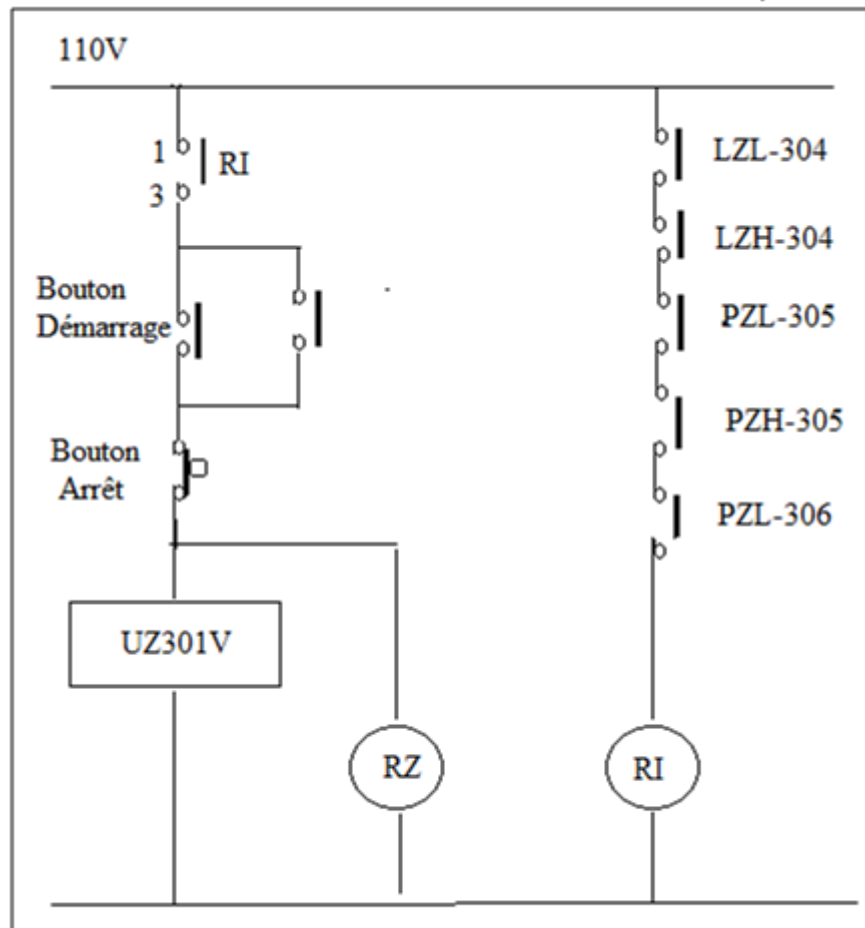 110V
1
3
RI
Bouton
Démarrage
Bouton
Arrêt
UZ301V
RZ
LZL-304
LZH-304
PZL-305
PZH-305
PZL-306
RI